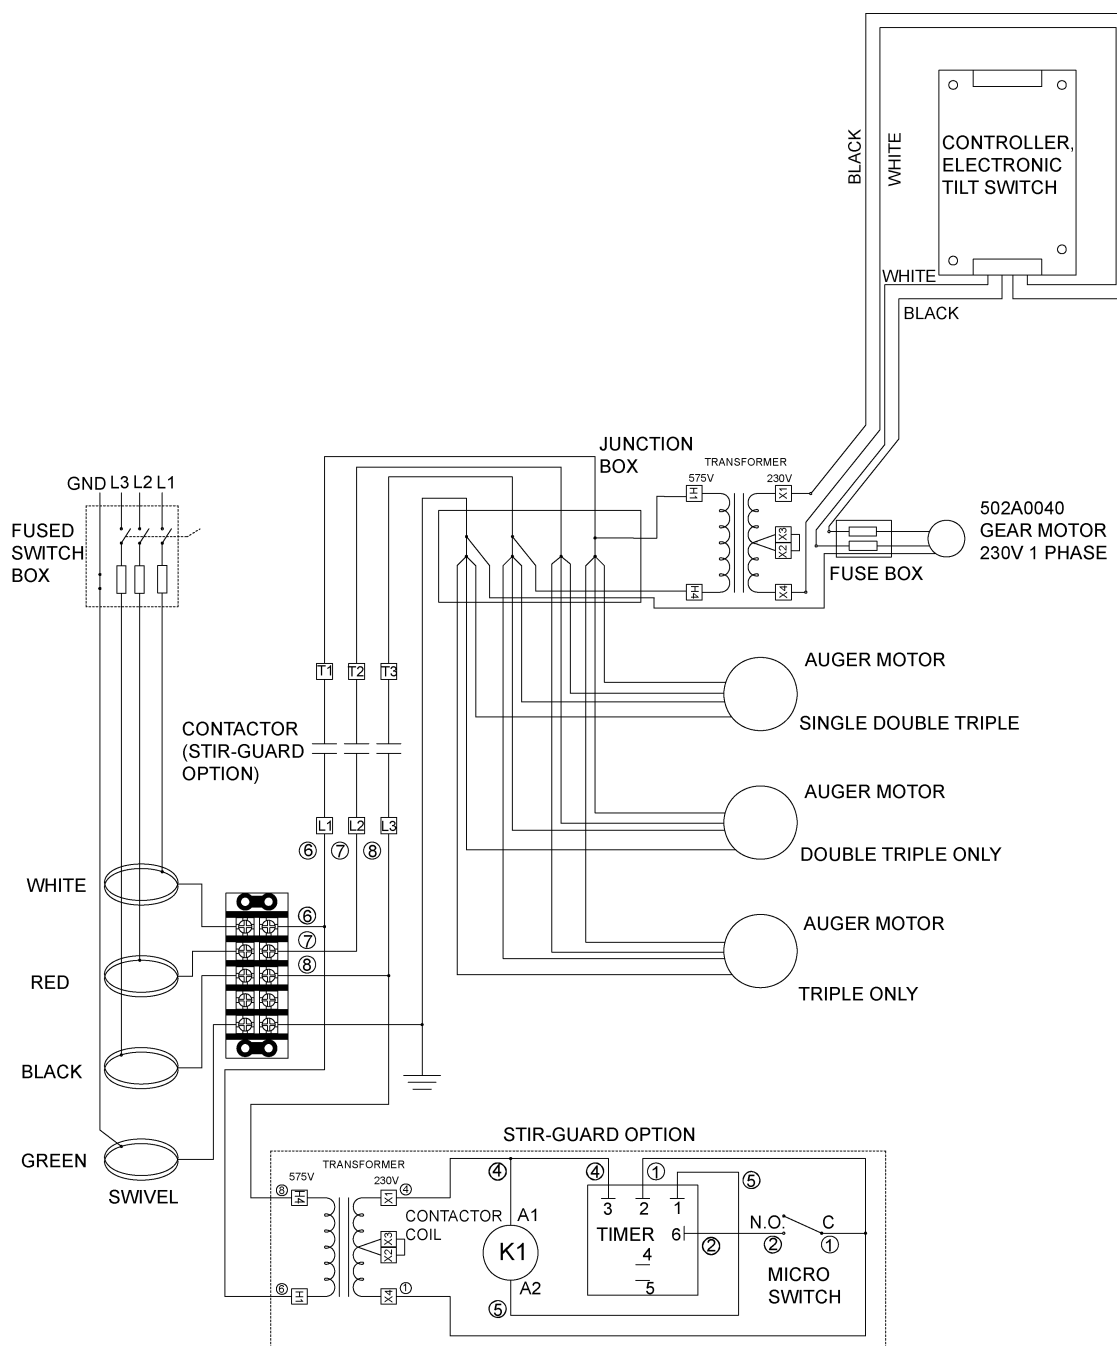 BLACK
WHITE
CONTROLLER,
ELECTRONIC
TILT SWITCH
WHITE
BLACK
JUNCTION
BOX
TRANSFORMER
575V
230V
H1
X1
X3
X2
H4
X4
502A0040
GEAR MOTOR
230V 1 PHASE
FUSE BOX
GND L3 L2 L1
FUSED
SWITCH
BOX
T1
T2
T3
AUGER MOTOR
SINGLE DOUBLE TRIPLE
CONTACTOR
(STIR-GUARD
OPTION)
AUGER MOTOR
DOUBLE TRIPLE ONLY
L1
L2
L3
6
7
8
WHITE
6
7
8
AUGER MOTOR
TRIPLE ONLY
RED
BLACK
GREEN
SWIVEL
STIR-GUARD OPTION
TRANSFORMER
575V
230V
8
H4
X1
4
4
4
1
5
3
2
1
CONTACTOR
COIL
A1
K1
A2
X3
X2
TIMER
6
4
5
2
N.O.
C
2
1
MICRO
SWITCH
6
H1
X4
1
5